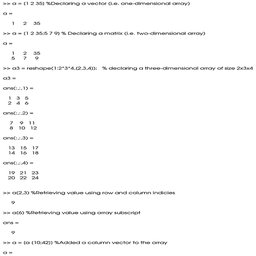 >> a = (1 2 35) %Declaring a vector (i.e. one-dimensional array)
a =
1 2 35
>> a = (1 2 35;5 7 9) % Declaring a matrix (i.e. two-dimensional array)
a =
1 2 35
5 7 9
>> a3 = reshape(1:2*3*4,(2,3,4)); % declaring a three-dimensional array of size 2x3x4
a3 =
ans(:,:,1) =
1 3 5
2 4 6
ans(:,:,2) =
7 9 11
8 10 12
ans(:,:,3) =
13 15 17
14 16 18
ans(:,:,4) =
19 21 23
20 22 24
>> a(2,3) %Retrieving value using row and column indicies
9
>> a(6) %Retrieving value using array subscript
ans =
9
>> a = (a (10;42)) %Added a column vector to the array
a =